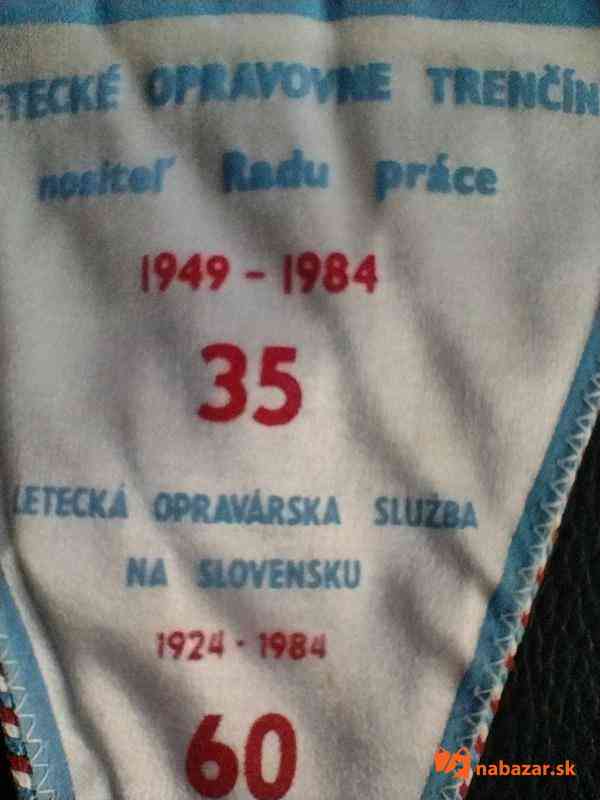 LETECKÉ OPRAVOVNE TRENČÍN
nositeľ Radu práce
1949 - 1984
35
LETECKÁ OPRAVÁRSKA SLUŽBA
NA SLOVENSKU
1924 - 1984
60
nabazar.sk